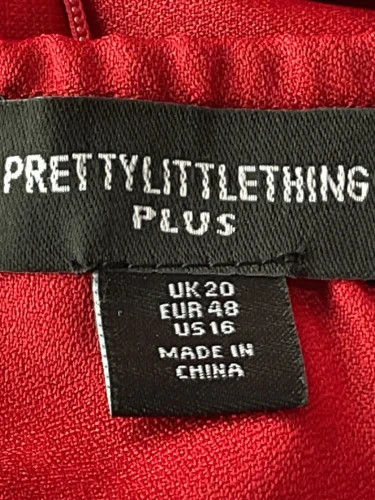 PRETTYLITTLETHING
PLUS
UK 20
EUR 48
US 16
MADE IN
CHINA